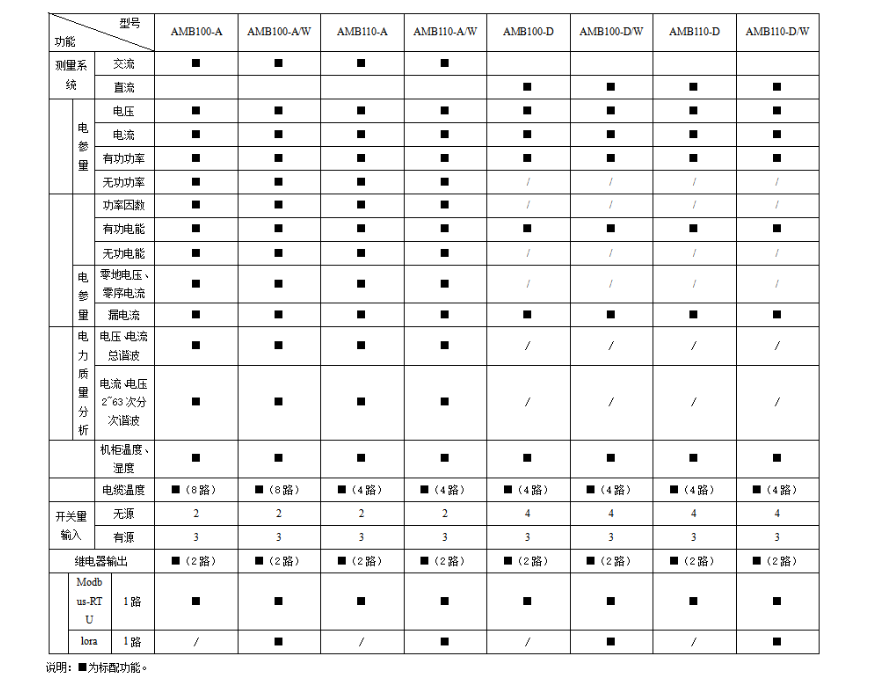 型号
功能
AMB100-A AMB100-A/W AMB110-A AMB110-A/W AMB100-D AMB100-D/W AMB110-D AMB110-D/W
测量系统
交流 ■ ■ ■ ■
直流 ■ ■ ■ ■
电参量
电压 ■ ■ ■ ■ ■ ■ ■ ■
电流 ■ ■ ■ ■ ■ ■ ■ ■
有功功率 ■ ■ ■ ■ ■ ■ ■ ■
无功功率 ■ ■ ■ ■ / / / /
电参量
功率因数 ■ ■ ■ ■ / / / /
有功电能 ■ ■ ■ ■ ■ ■ ■ ■
无功电能 ■ ■ ■ ■ / / / /
零地电压、
零序电流 ■ ■ ■ ■ / / / /
漏电流 ■ ■ ■ ■ ■ ■ ■ ■
电力质量分析
电压、电流
总谐波 ■ ■ ■ ■ / / / /
电流、电压
2~63 次分
次谐波 ■ ■ ■ ■ / / / /
机柜温度、
湿度 ■ ■ ■ ■ ■ ■ ■ ■
电缆温度 ■（8路） ■（8路） ■（4路） ■（4路） ■（4路） ■（4路） ■（4路） ■（4路）
开关量
输入
无源 2 2 2 2 4 4 4 4
有源 3 3 3 3 3 3 3 3
继电器输出 ■（2路） ■（2路） ■（2路） ■（2路） ■（2路） ■（2路） ■（2路） ■（2路）
Modb
us-RT
U
1路 ■ ■ ■ ■ ■ ■ ■ ■
lora 1路 / ■ / ■ / ■ / ■
说明：■为标配功能。